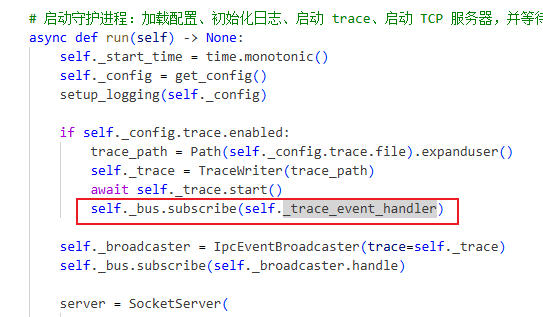 # 启动守护进程：加载配置、初始化日志、启动 trace、启动 TCP 服务器，并等待
async def run(self) -> None:
    self._start_time = time.monotonic()
    self._config = get_config()
    setup_logging(self._config)

    if self._config.trace.enabled:
        trace_path = Path(self._config.trace.file).expanduser()
        self._trace = TraceWriter(trace_path)
        await self._trace.start()
        self._bus.subscribe(self._trace_event_handler)

    self._broadcaster = IpcEventBroadcaster(trace=self._trace)
    self._bus.subscribe(self._broadcaster.handle)

    server = SocketServer(